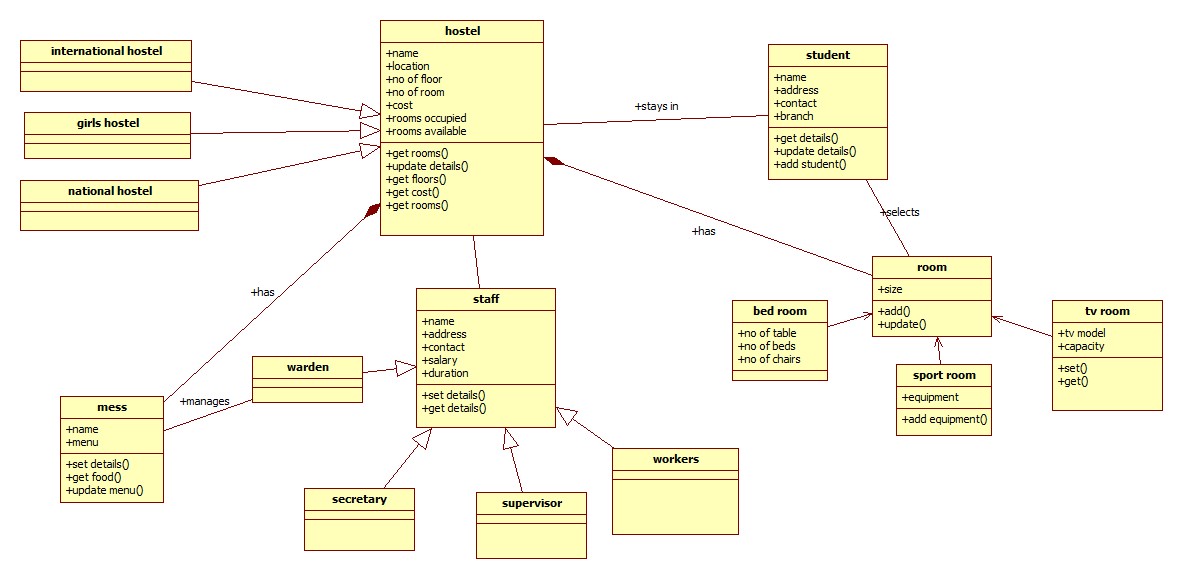 hostel
+name
+location
+no of floor
+no of room
+cost
+rooms occupied
+rooms available
+get rooms()
+update details()
+get floors()
+get cost()
+get rooms()
international hostel
girls hostel
national hostel
student
+name
+address
+contact
+branch
+get details()
+update details()
+add student()
+stays in
+selects
+has
+has
room
+size
+add()
+update()
bed room
+no of table
+no of beds
+no of chairs
tv room
+tv model
+capacity
+set()
+get()
sport room
+equipment
+add equipment()
staff
+name
+address
+contact
+salary
+duration
+set details()
+get details()
warden
+manages
mess
+name
+menu
+set details()
+get food()
+update menu()
secretary
supervisor
workers